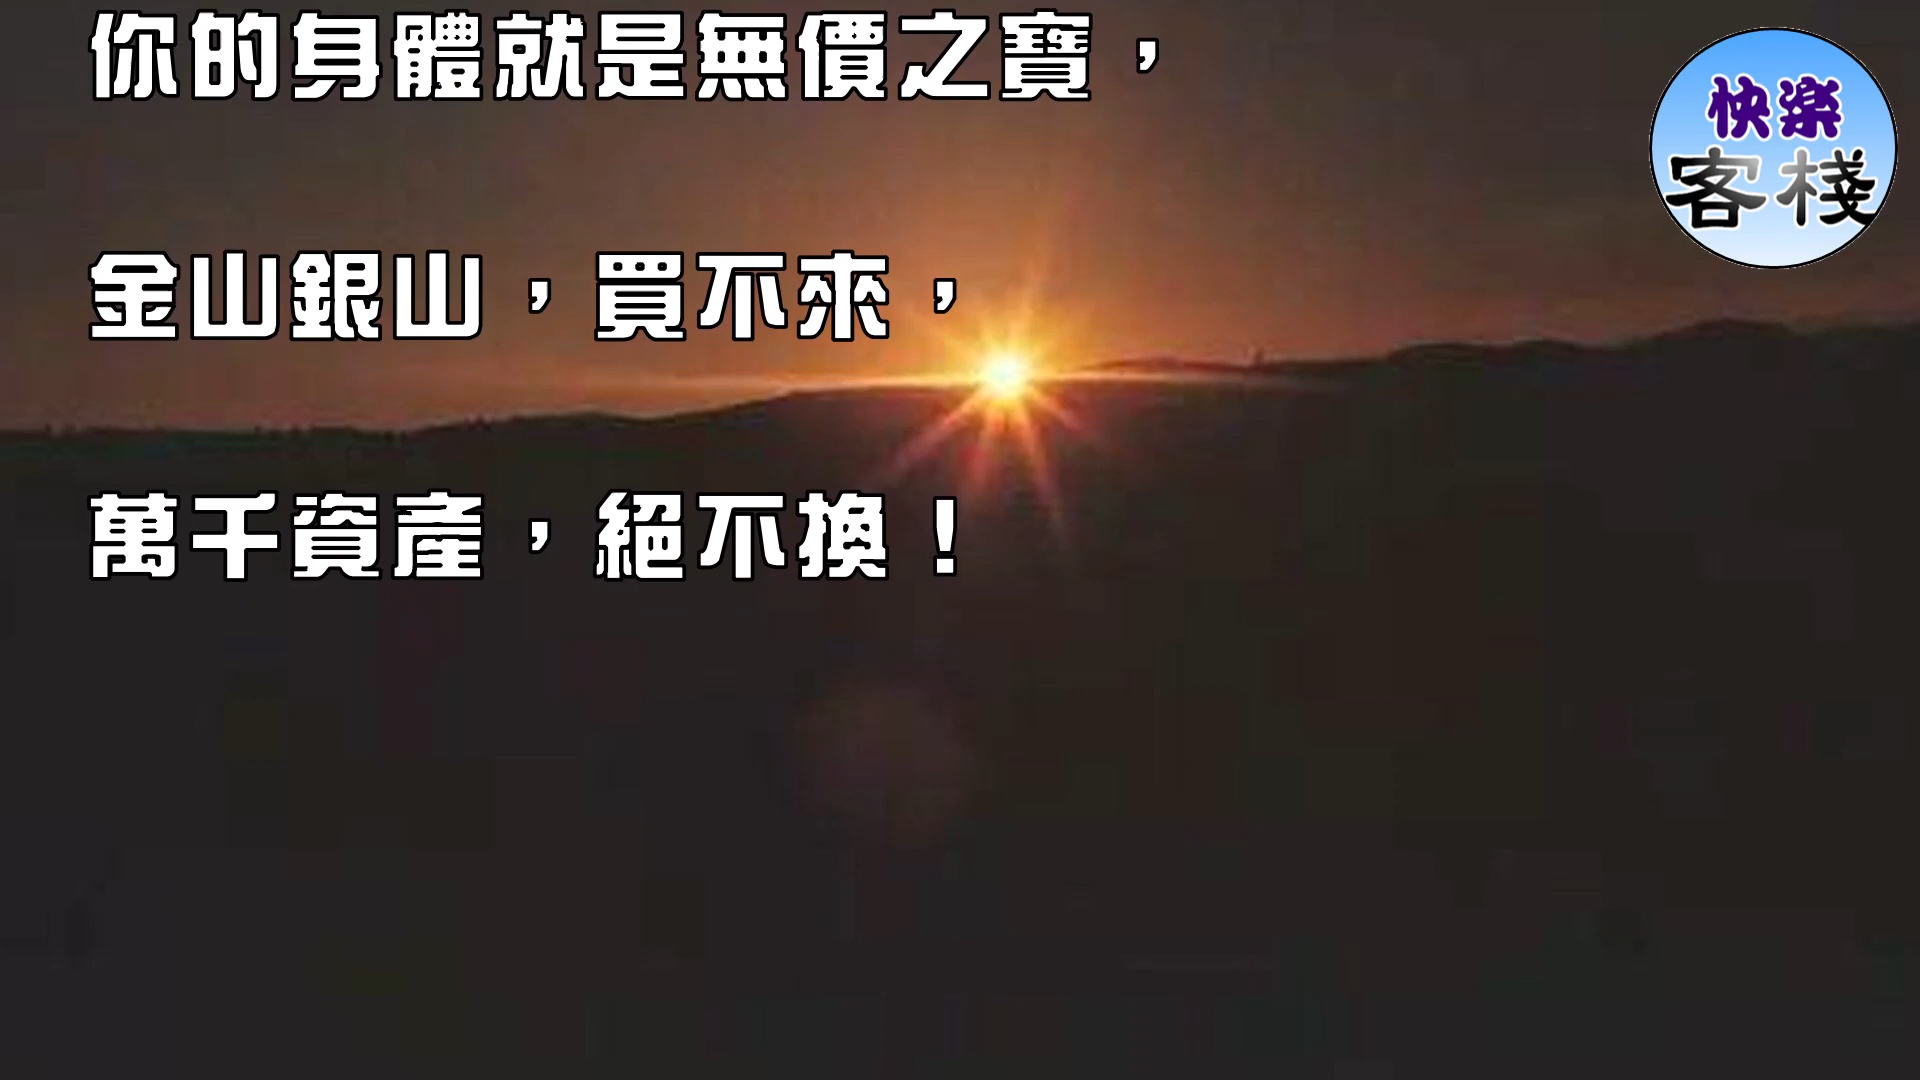 你的身體就是無價之寶，
快樂
客棧
金山銀山，買不來，
萬千資產，絕不換！